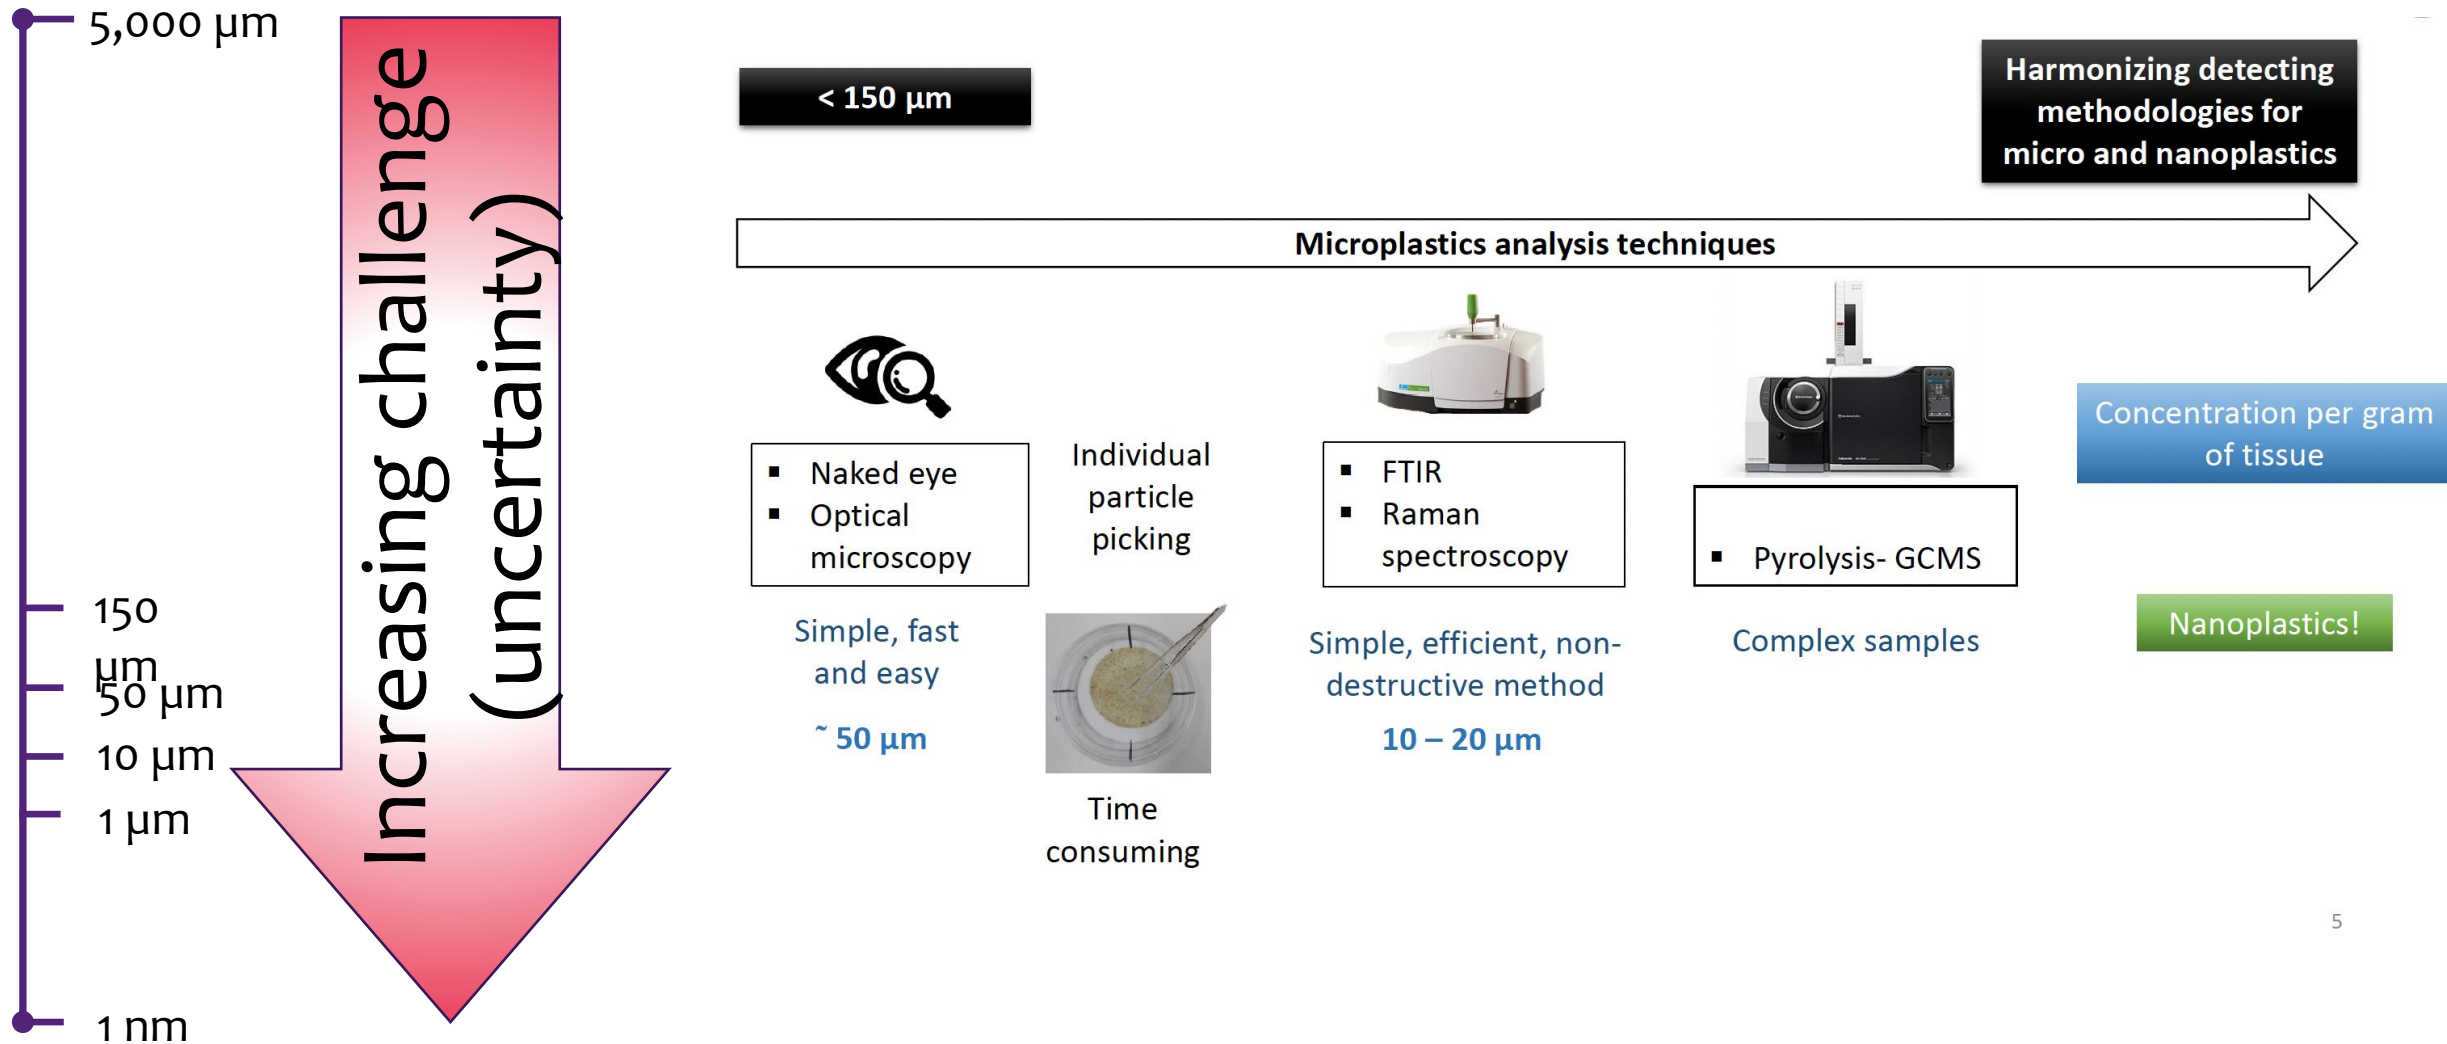 5,000 µm
150
µm
50 µm
10 µm
1 µm
1 nm
Increasing challenge
(uncertainty)
< 150 µm
Harmonizing detecting
methodologies for
micro and nanoplastics
Microplastics analysis techniques
▪ Naked eye
▪ Optical
microscopy
Simple, fast
and easy
~ 50 µm
Individual
particle
picking
Time
consuming
▪ FTIR
▪ Raman
spectroscopy
Simple, efficient, non-
destructive method
10 – 20 µm
▪ Pyrolysis- GCMS
Complex samples
Concentration per gram
of tissue
Nanoplastics!
5